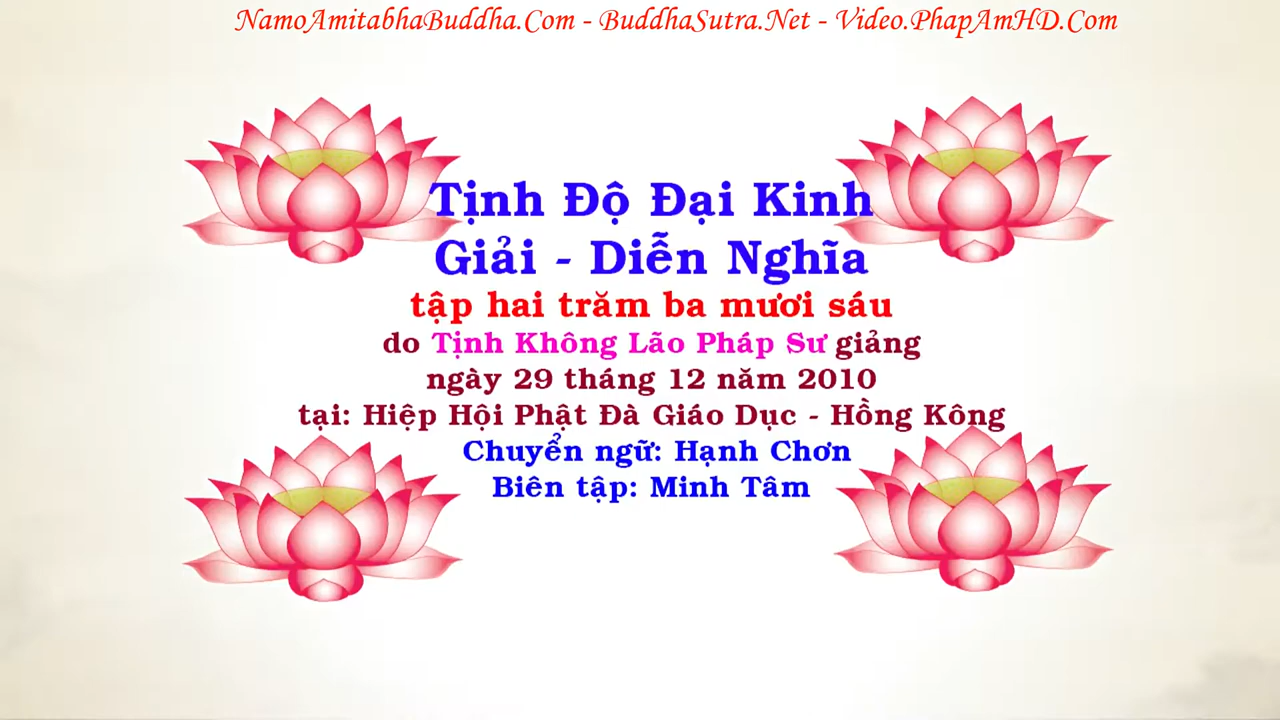 NamoAmitabhaBuddha.Com - BuddhaSutra.Net - Video.PhapAmHD.Com
Tịnh Độ Đại Kinh
Giải - Diễn Nghĩa
tập hai trăm ba mươi sáu
do Tịnh Không Lão Pháp Sư giảng
ngày 29 tháng 12 năm 2010
tại: Hiệp Hội Phật Đà Giáo Dục - Hồng Kông
Chuyển ngữ: Hạnh Chơn
Biên tập: Minh Tâm